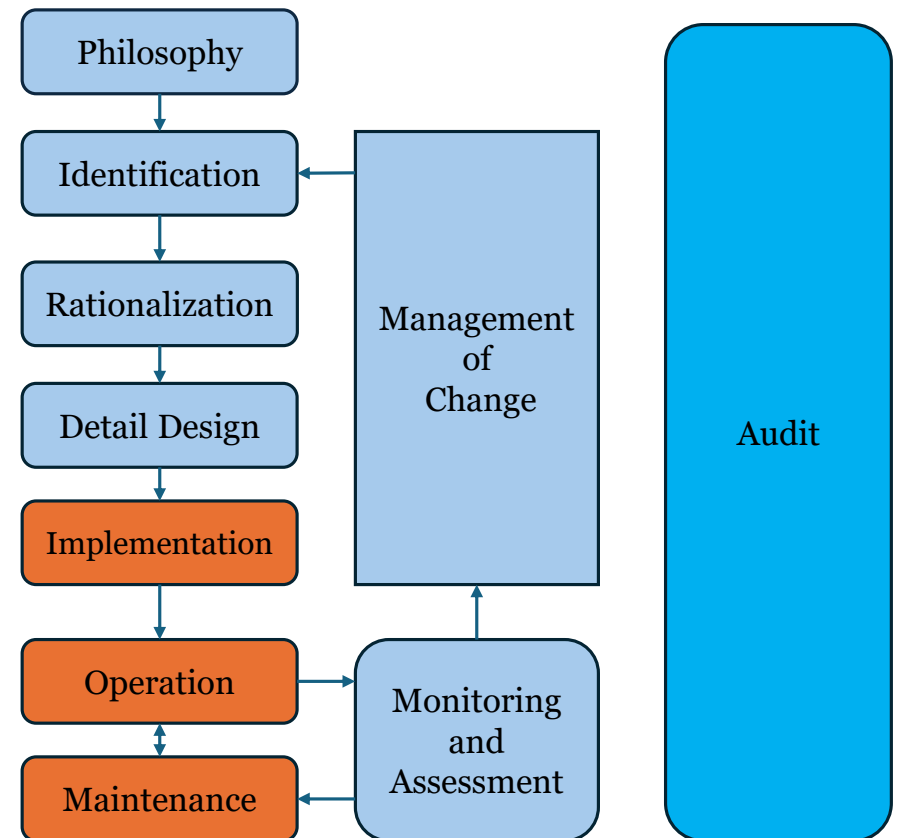 Philosophy
Identification
Rationalization
Detail Design
Implementation
Operation
Maintenance
Management
of
Change
Monitoring
and
Assessment
Audit